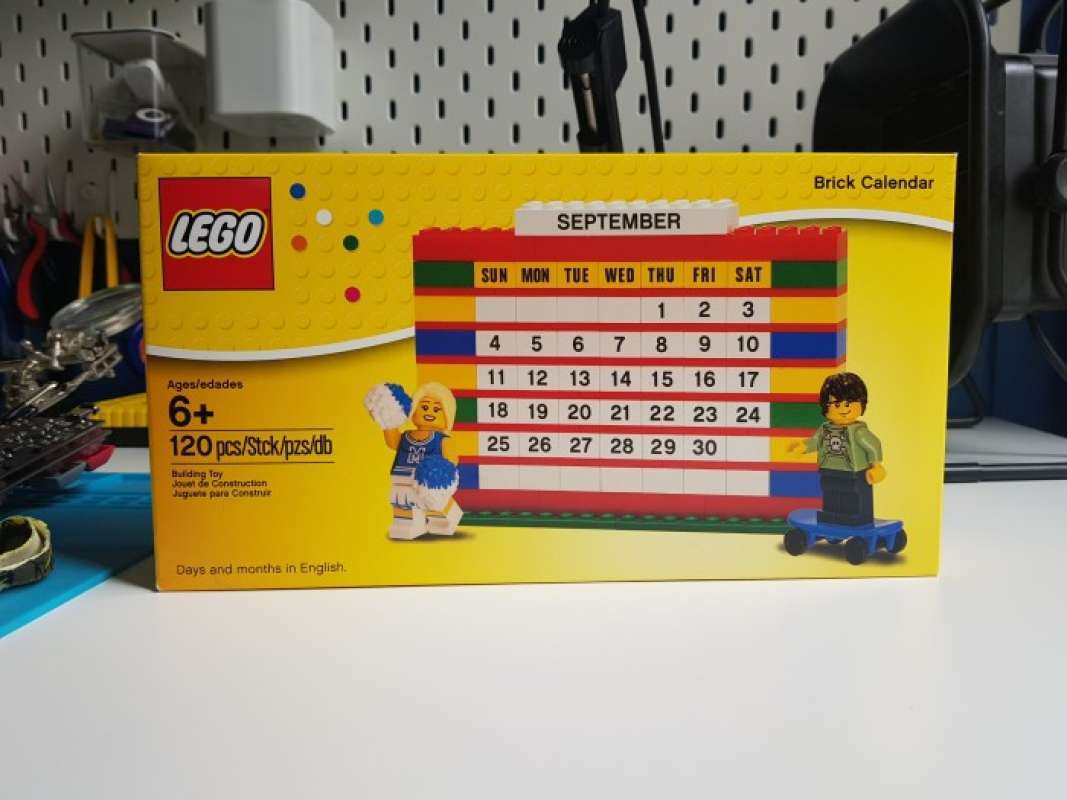 LEGO
Brick Calendar
SEPTEMBER
SUN MON TUE WED THU FRI SAT
1 2 3
4 5 6 7 8 9 10
11 12 13 14 15 16 17
18 19 20 21 22 23 24
25 26 27 28 29 30
Ages/edades
6+
120 pcs/Stck/pzs/db
Building Toy
Jouet de Construction
Juguete para Construir
M
Days and months in English.